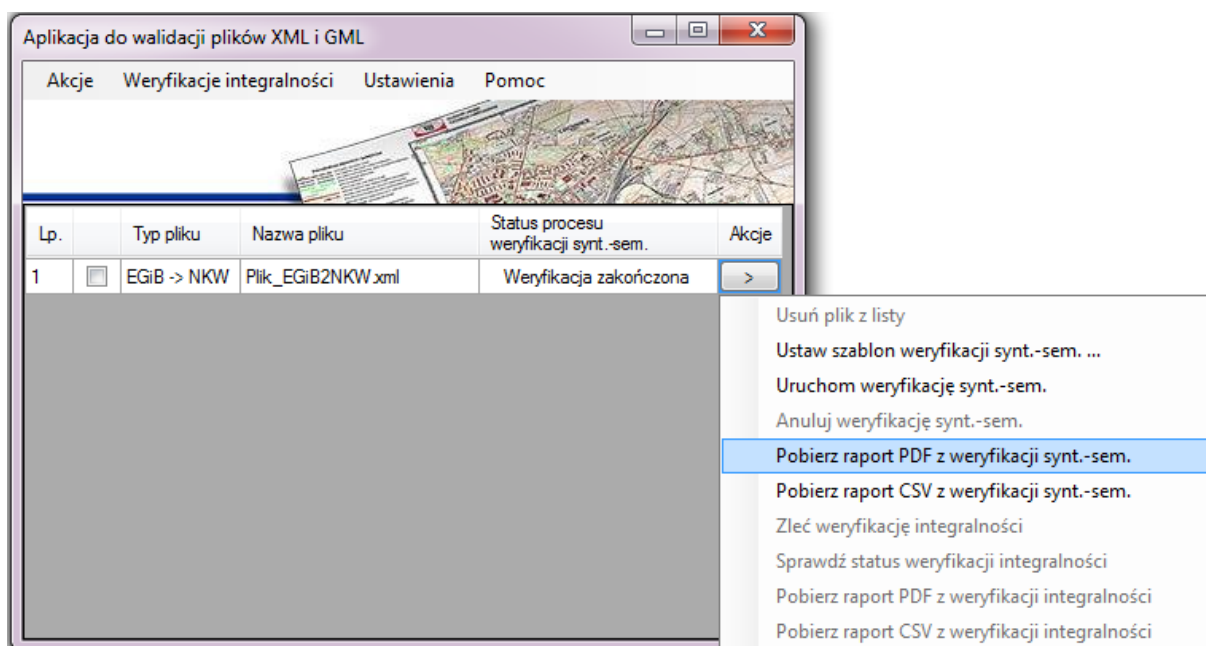 Aplikacja do walidacji plików XML i GML
Akcje Weryfikacje integralności Ustawienia Pomoc
Lp. Typ pliku Nazwa pliku Status procesu weryfikacji synt.-sem. Akcje
1 EGiB -> NKW Plik_EGiB2NKW.xml Weryfikacja zakończona >
Usuń plik z listy
Ustaw szablon weryfikacji synt.-sem. ...
Uruchom weryfikację synt.-sem.
Anuluj weryfikację synt.-sem.
Pobierz raport PDF z weryfikacji synt.-sem.
Pobierz raport CSV z weryfikacji synt.-sem.
Zleć weryfikację integralności
Sprawdź status weryfikacji integralności
Pobierz raport PDF z weryfikacji integralności
Pobierz raport CSV z weryfikacji integralności